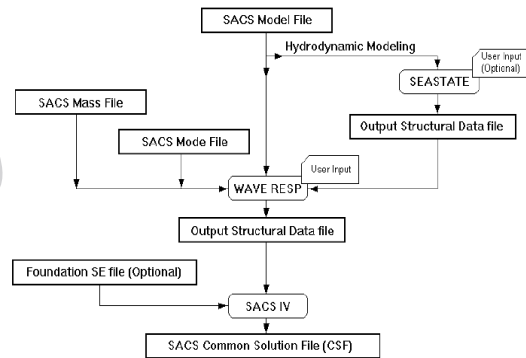 SACS Model File
Hydrodynamic Modeling
User Input
(Optional)
SEASTATE
SACS Mass File
Output Structural Data file
SACS Mode File
User Input
WAVE RESP
Output Structural Data file
Foundation SE file (Optional)
SACS IV
SACS Common Solution File (CSF)